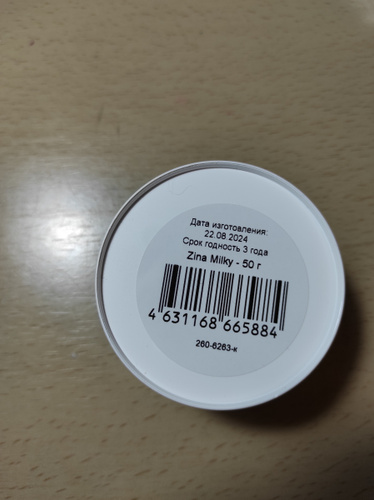 Дата изготовления:
22.08.2024
Срок годность 3 года
Zina Milky - 50 г
4 631168 665884
260-6263-к